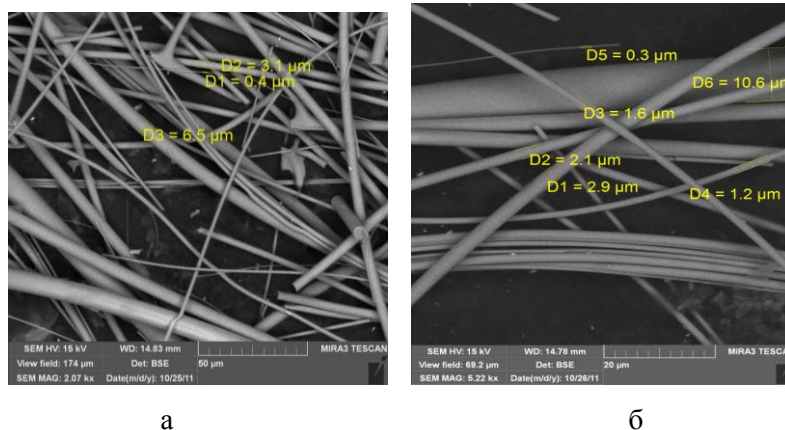 D2 = 3.1 µm
D1 = 0.4 µm
D3 = 6.5 µm
SEM HV: 15 kV WD: 14.83 mm MIRA3 TESCAN
View field: 174 µm Det: BSE 50 µm
SEM MAG: 2.07 kx Date(m/d/y): 10/25/11
а
D5 = 0.3 µm
D6 = 10.6 µm
D3 = 1.6 µm
D2 = 2.1 µm
D1 = 2.9 µm
D4 = 1.2 µm
SEM HV: 15 kV WD: 14.78 mm MIRA3 TESCAN
View field: 69.2 µm Det: BSE 20 µm
SEM MAG: 5.22 kx Date(m/d/y): 10/26/11
б